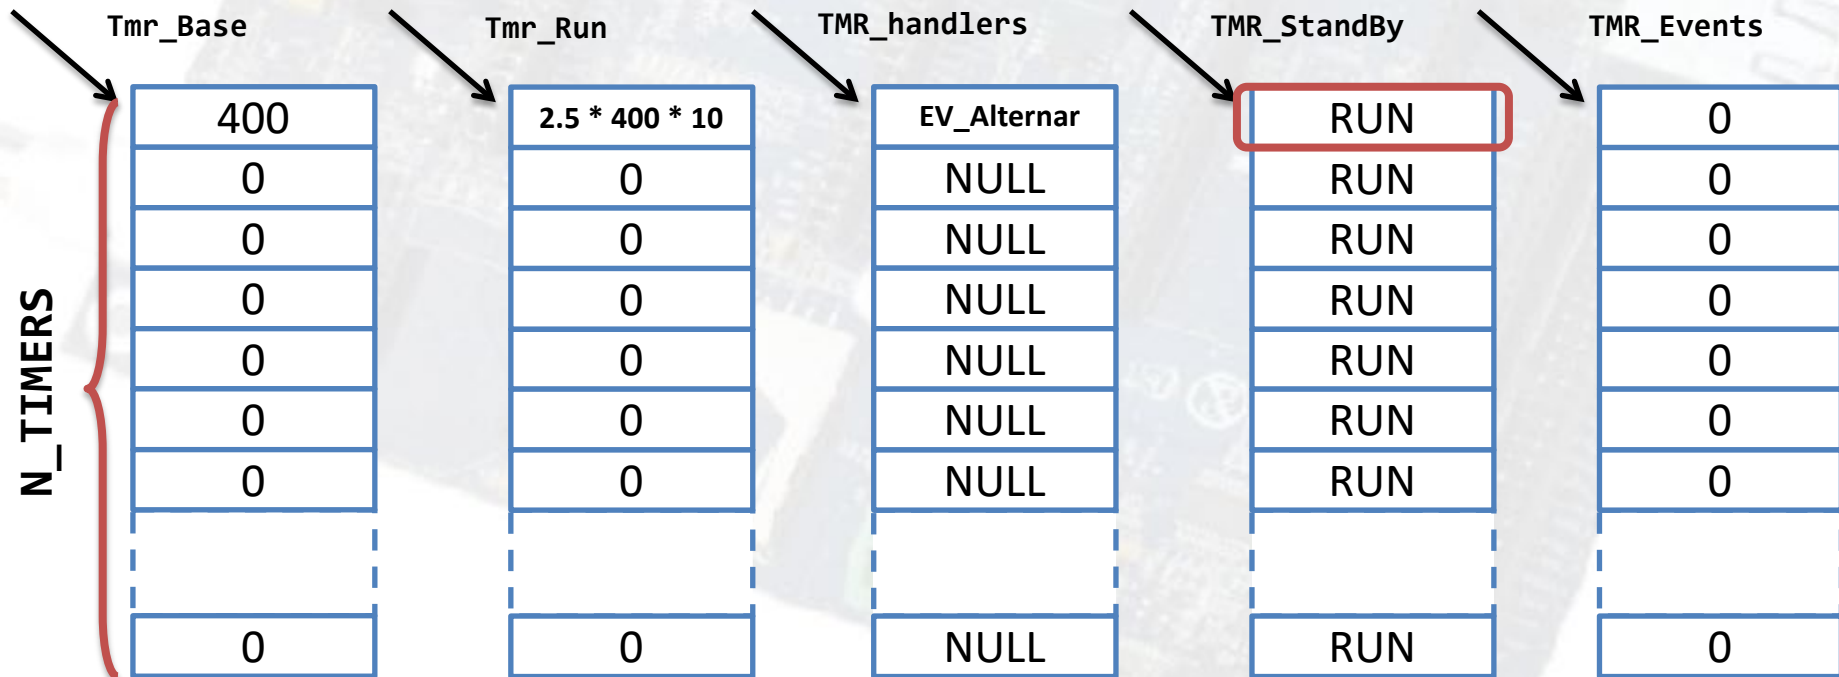 Tmr_Base Tmr_Run TMR_handlers TMR_StandBy TMR_Events
400 2.5 * 400 * 10 EV_Alternar RUN 0
0 0 NULL RUN 0
0 0 NULL RUN 0
0 0 NULL RUN 0
0 0 NULL RUN 0
0 0 NULL RUN 0
0 0 NULL RUN 0
0 0 NULL RUN 0
N_TIMERS